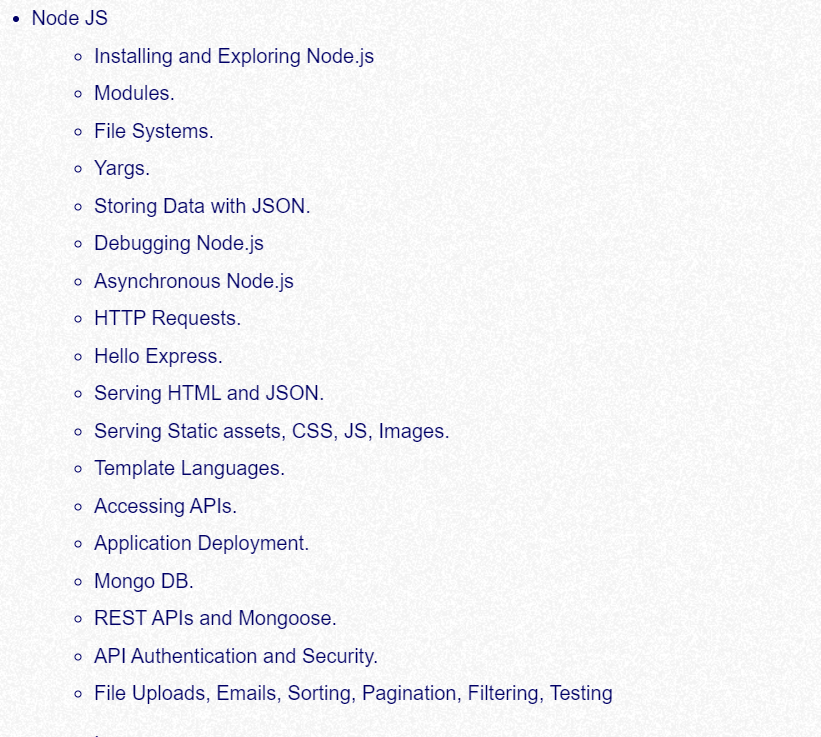 Node JS
Installing and Exploring Node.js
Modules.
File Systems.
Yargs.
Storing Data with JSON.
Debugging Node.js
Asynchronous Node.js
HTTP Requests.
Hello Express.
Serving HTML and JSON.
Serving Static assets, CSS, JS, Images.
Template Languages.
Accessing APIs.
Application Deployment.
Mongo DB.
REST APIs and Mongoose.
API Authentication and Security.
File Uploads, Emails, Sorting, Pagination, Filtering, Testing